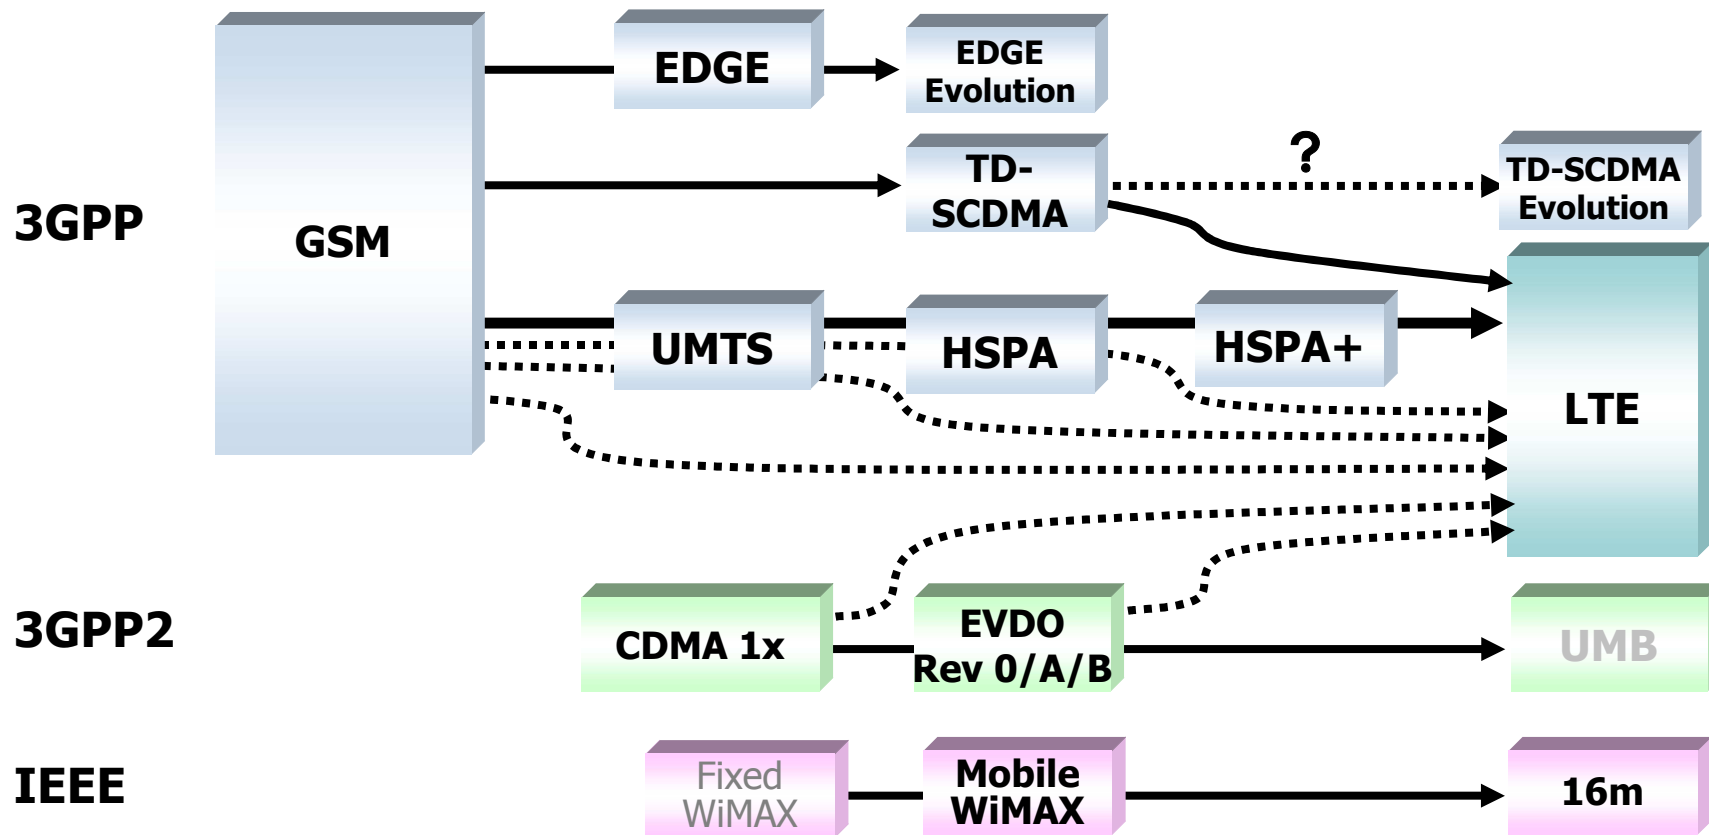 3GPP
GSM
EDGE
EDGE
Evolution
TD-
SCDMA
?
TD-SCDMA
Evolution
UMTS
HSPA
HSPA+
LTE
3GPP2
CDMA 1x
EVDO
Rev 0/A/B
UMB
IEEE
Fixed
WiMAX
Mobile
WiMAX
16m